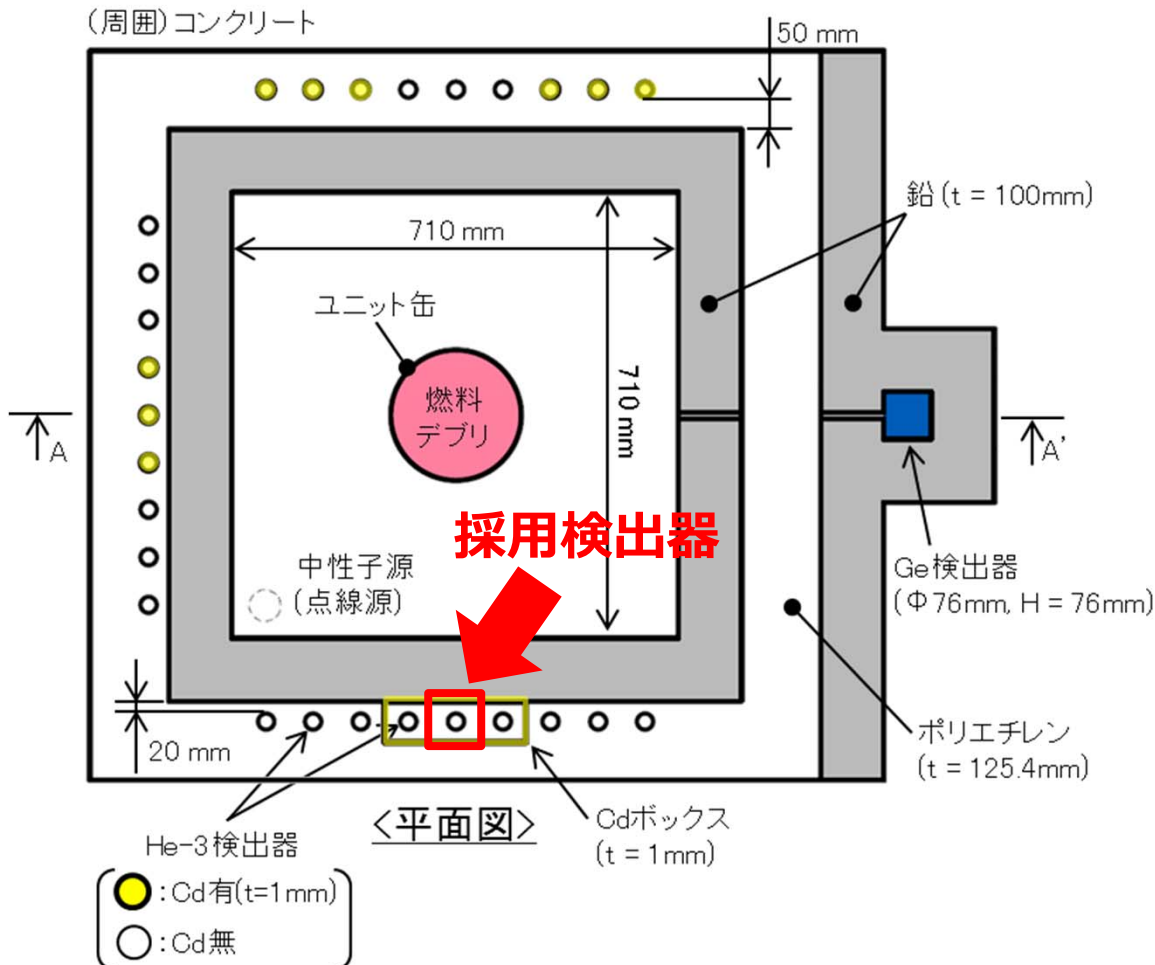 (周囲)コンクリート
50 mm
鉛 (t = 100mm)
710 mm
ユニット缶
710 mm
燃料
デブリ
A
A'
採用検出器
中性子源
(点線源)
Ge検出器
(Φ76mm, H = 76mm)
20 mm
ポリエチレン
(t = 125.4mm)
<平面図>
Cdボックス
(t = 1mm)
He-3検出器
:Cd有(t=1mm)
:Cd無